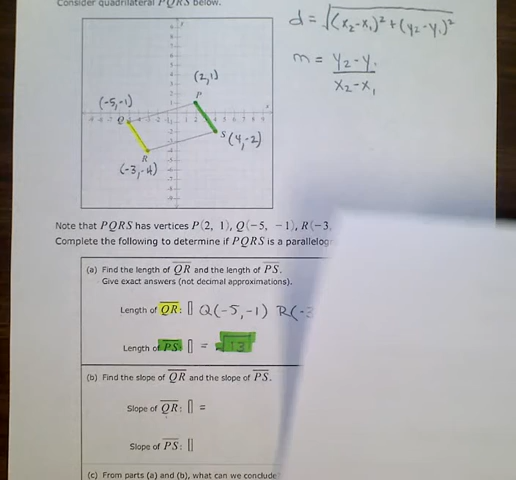 Consider quadrilateral PQRS below.
d = √(x₂-x₁)² + (y₂-y₁)²
m = y₂-y₁
x₂-x₁
(2,1)
P
(-5,-1)
Q
S (4,-2)
R
(-3,-4)
Note that PQRS has vertices P(2, 1), Q(-5, -1), R(-3,
Complete the following to determine if PQRS is a parallelog
(a) Find the length of QR and the length of PS.
Give exact answers (not decimal approximations).
Length of QR: [] Q(-5,-1) R(-3
Length of PS: [] = √13
(b) Find the slope of QR and the slope of PS.
Slope of QR: [] =
Slope of PS: []
(c) From parts (a) and (b), what can we conclude